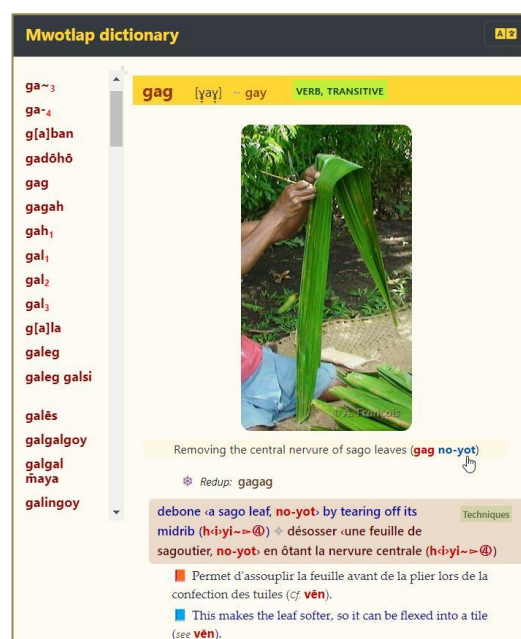 Mwotlap dictionary
ga~3
ga-4
g[a]ban
gadōhō
gag
gagah
gah1
gal1
gal2
gal3
g[a]la
galeg
galeg galsi
galēs
galgalgoy
galgal
m̄aya
galingoy
gag [ɣaɣ] – gay VERB, TRANSITIVE
© A. François
Removing the central nervure of sago leaves (gag no-yot)
❄ Redup: gagag
debone ‹a sago leaf, no-yot› by tearing off its
midrib (h‹i›yi~ ➣④) ✧ désosser ‹une feuille de
sagoutier, no-yot› en ôtant la nervure centrale (h‹i›yi~ ➣④)
Techniques
Permet d'assouplir la feuille avant de la plier lors de la
confection des tuiles (Cf. vēn).
This makes the leaf softer, so it can be flexed into a tile
(see vēn).